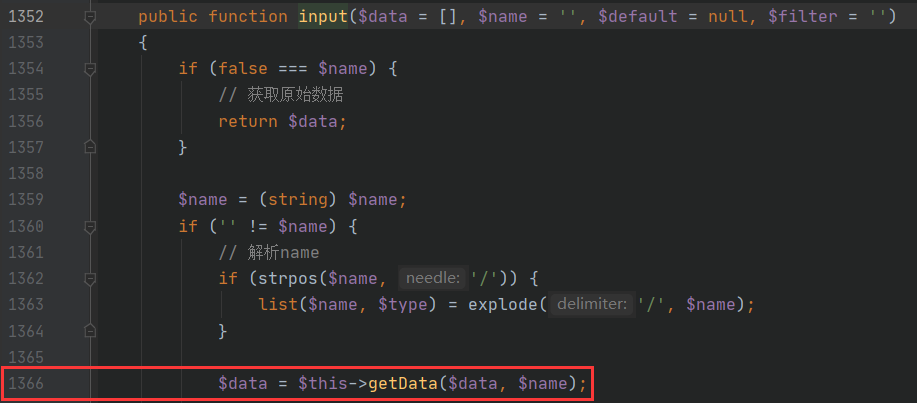 1352 public function input($data = [], $name = '', $default = null, $filter = '')
1353 {
1354 if (false === $name) {
1355 // 获取原始数据
1356 return $data;
1357 }
1358
1359 $name = (string) $name;
1360 if ('' != $name) {
1361 // 解析name
1362 if (strpos($name, needle: '/')) {
1363 list($name, $type) = explode( delimiter: '/', $name);
1364 }
1365
1366 $data = $this->getData($data, $name);